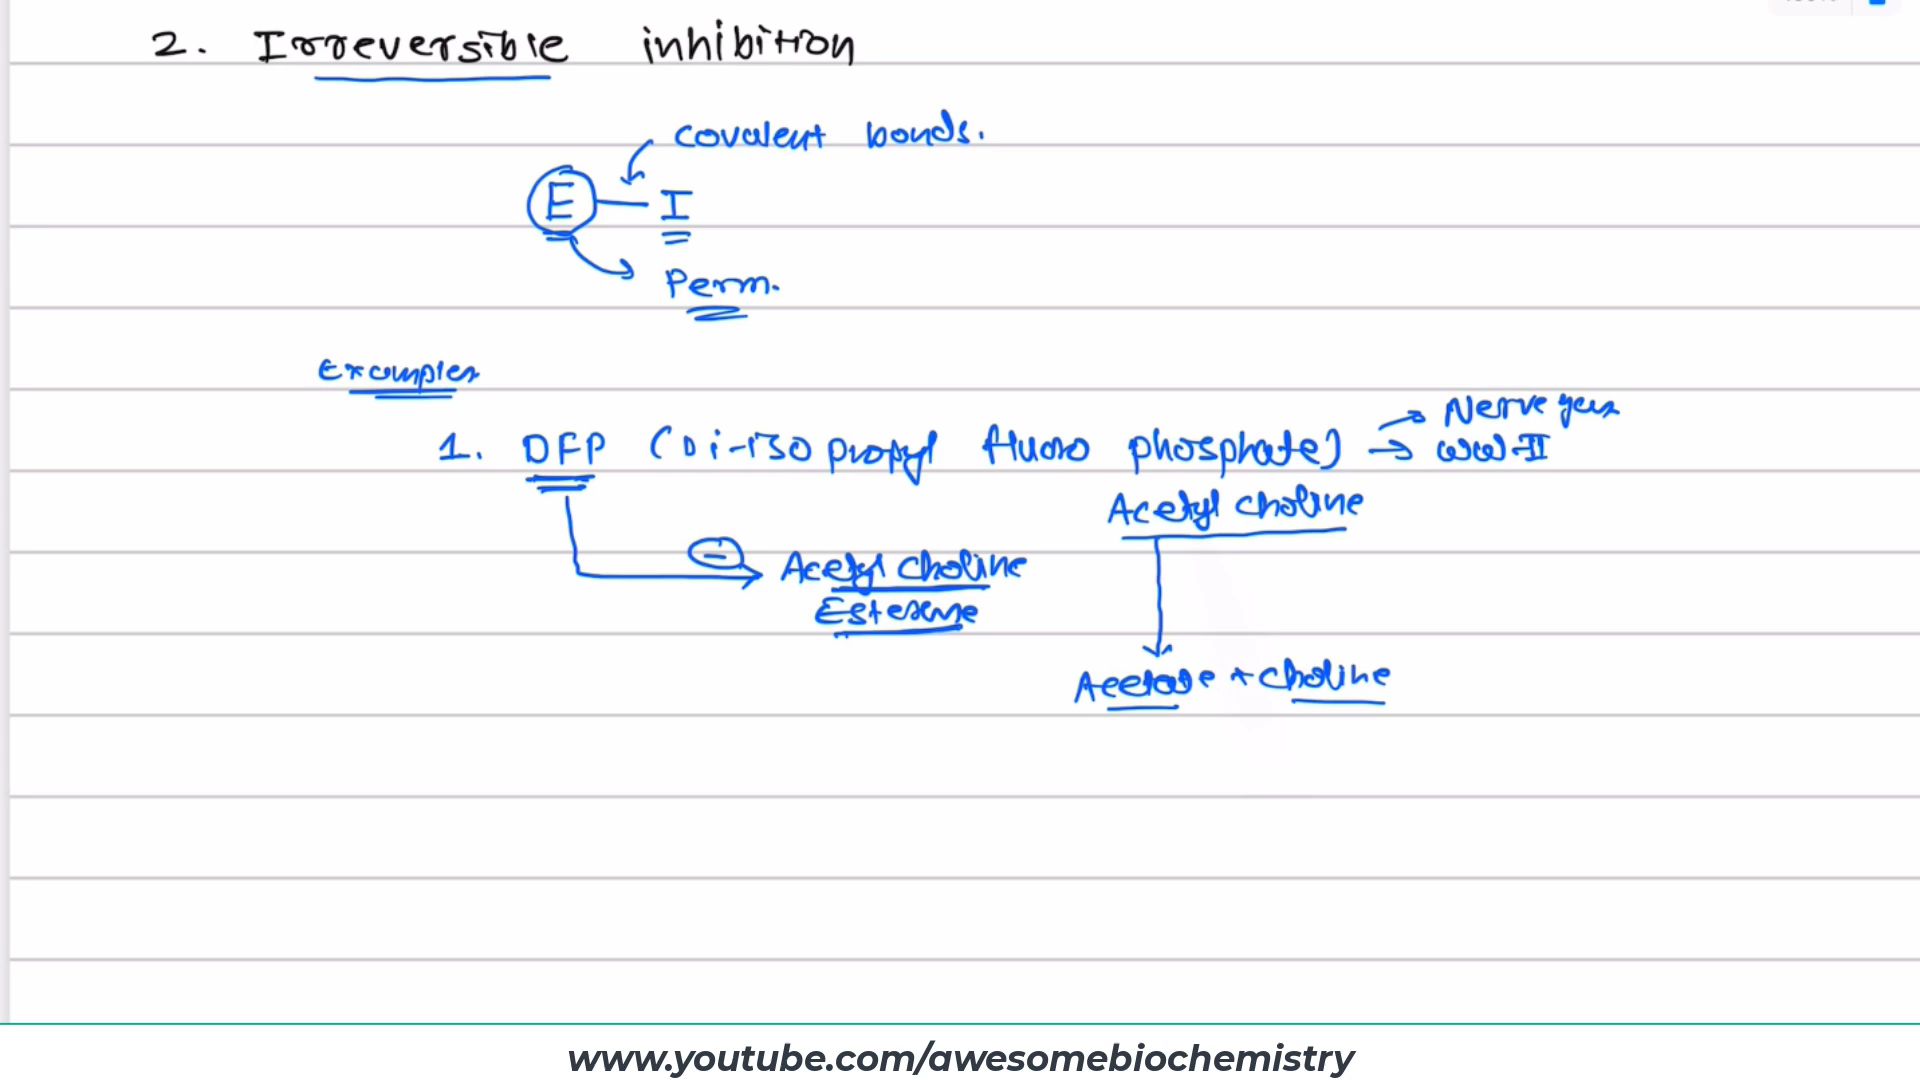 2. Irreversible inhibition
covalent bonds.
E — I
Perm.
Examples
Nerve gas
1. DFP (Di-iso propyl fluoro phosphate) → WW-II
Acetyl choline
− Acetyl choline
Esterase
Acetate + choline
www.youtube.com/awesomebiochemistry